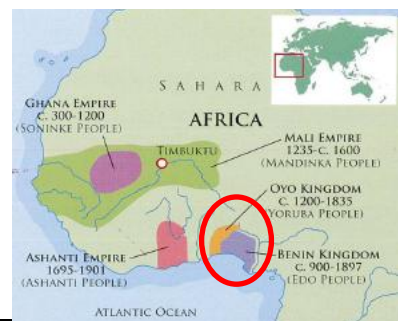 SAHARA
AFRICA
GHANA EMPIRE
C. 300-1200
(SONINKE PEOPLE)
TIMBUKTU
MALI EMPIRE
1235-C. 1600
(MANDINKA PEOPLE)
OYO KINGDOM
C. 1200-1835
(YORUBA PEOPLE)
ASHANTI EMPIRE
1695-1901
(ASHANTI PEOPLE)
BENIN KINGDOM
C. 900-1897
(EDO PEOPLE)
ATLANTIC OCEAN